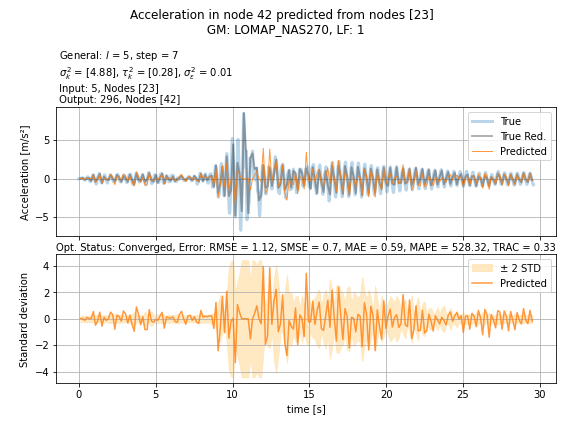 Acceleration in node 42 predicted from nodes [23]
GM: LOMAP_NAS270, LF: 1
General: l = 5, step = 7
σ²ₖ = [4.88], τ²ₖ = [0.28], σ²ε = 0.01
Input: 5, Nodes [23]
Output: 296, Nodes [42]
Acceleration [m/s²]
5
0
−5
True
True Red.
Predicted
Opt. Status: Converged, Error: RMSE = 1.12, SMSE = 0.7, MAE = 0.59, MAPE = 528.32, TRAC = 0.33
Standard deviation
4
2
0
−2
−4
± 2 STD
Predicted
0 5 10 15 20 25 30
time [s]